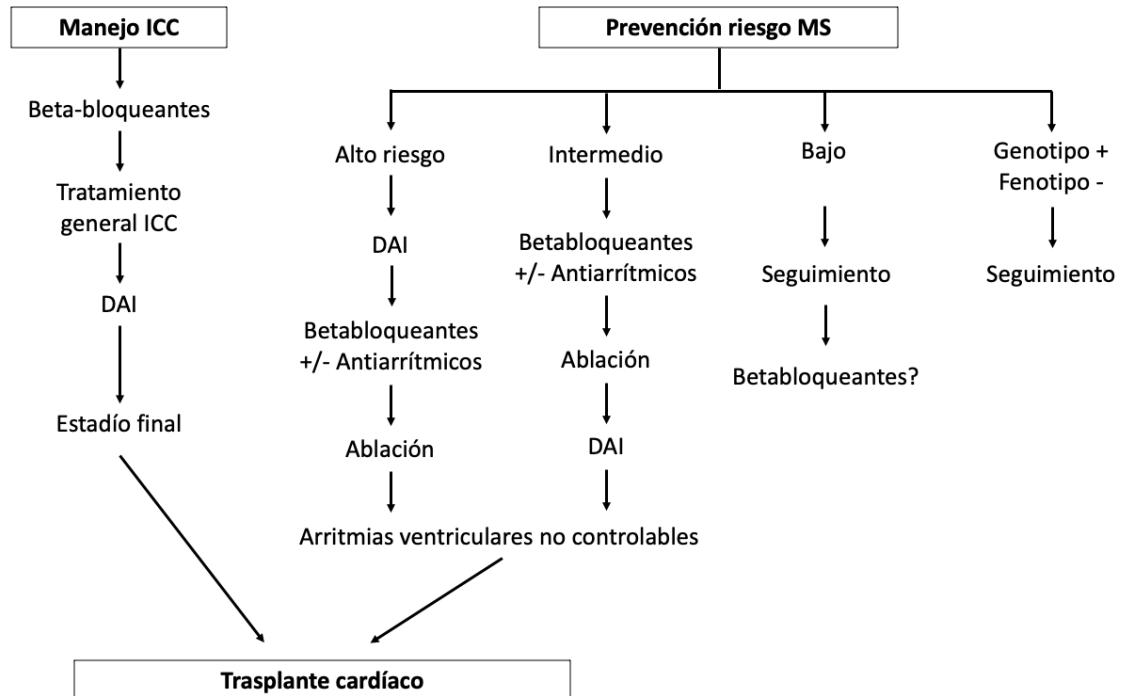 Manejo ICC
Beta-bloqueantes
Tratamiento
general ICC
DAI
Estadío final
Prevención riesgo MS
Alto riesgo
DAI
Betabloqueantes
+/- Antiarrítmicos
Ablación
Intermedio
Betabloqueantes
+/- Antiarrítmicos
Ablación
DAI
Arritmias ventriculares no controlables
Bajo
Seguimiento
Betabloqueantes?
Genotipo +
Fenotipo -
Seguimiento
Trasplante cardíaco